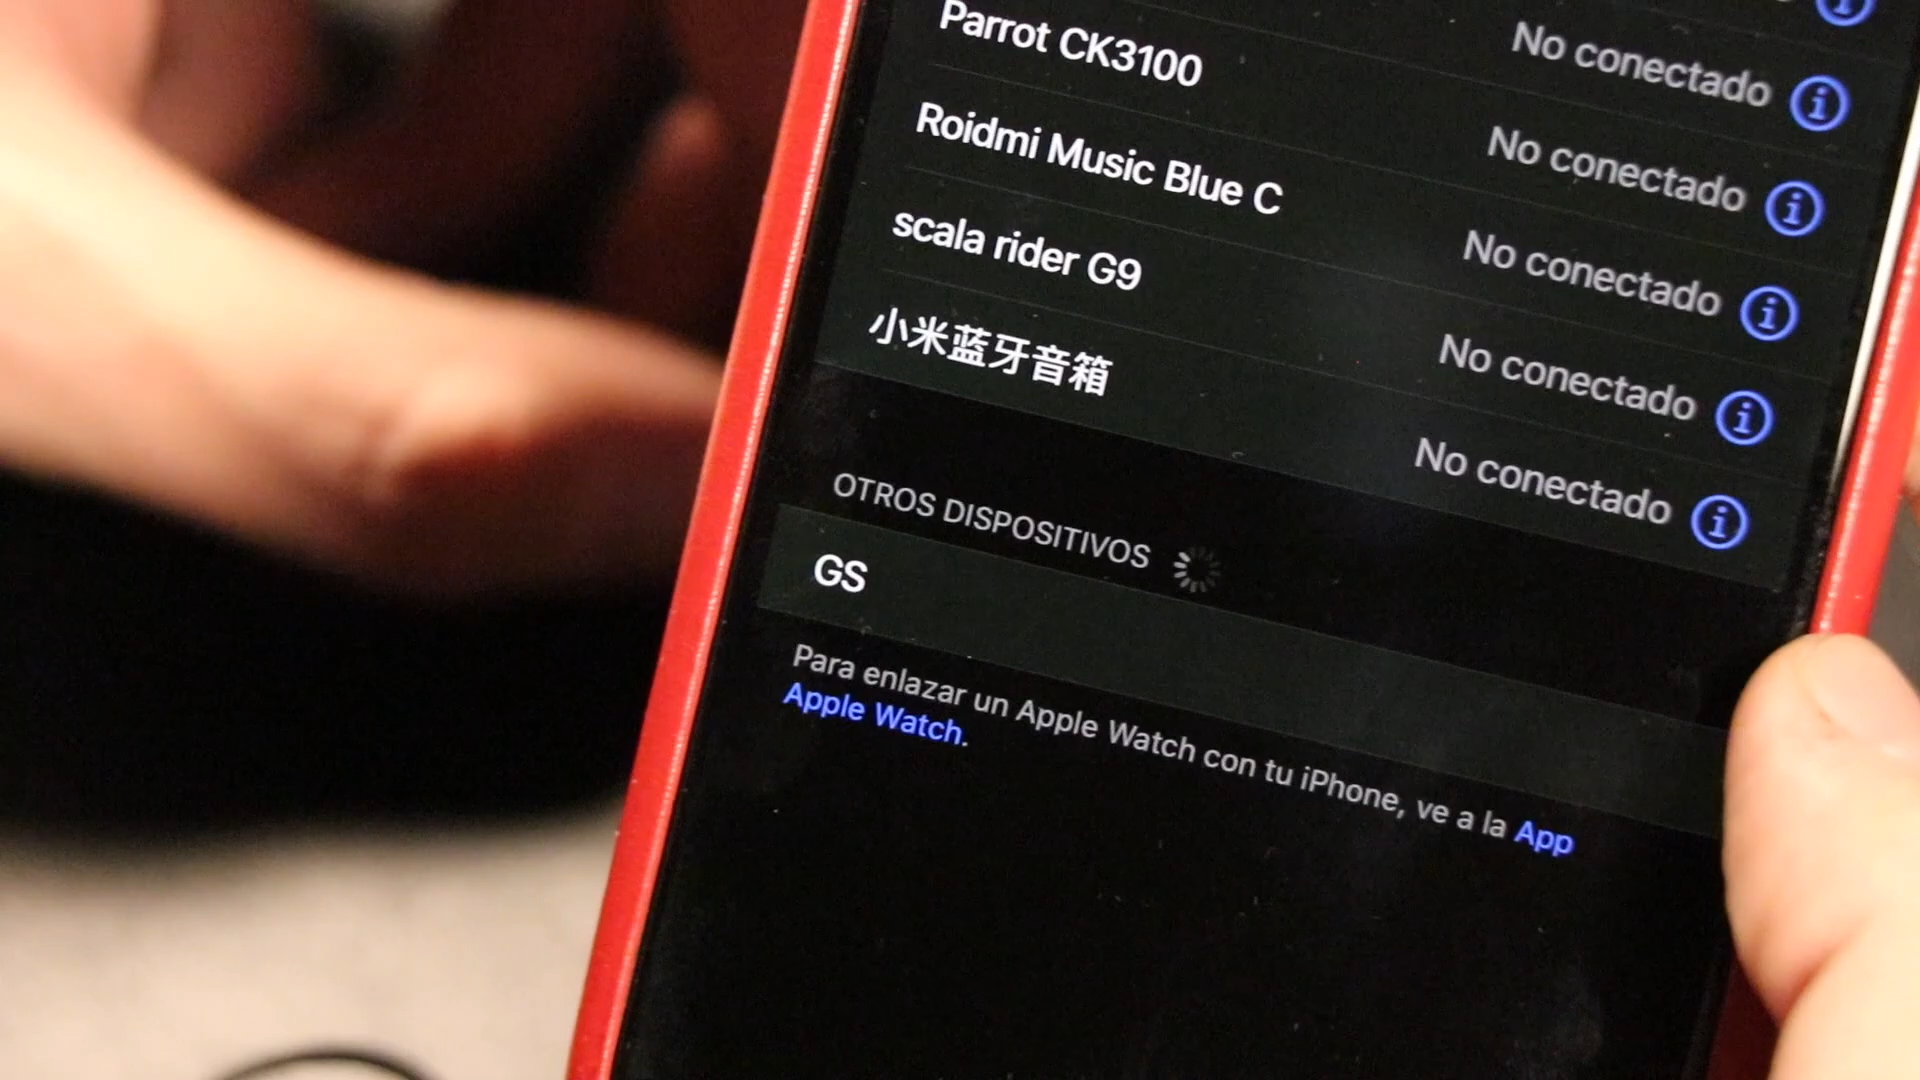 No conectado
Parrot CK3100
No conectado
Roidmi Music Blue C
No conectado
scala rider G9
No conectado
小米蓝牙音箱
No conectado
OTROS DISPOSITIVOS
GS
Para enlazar un Apple Watch con tu iPhone, ve a la App
Apple Watch.